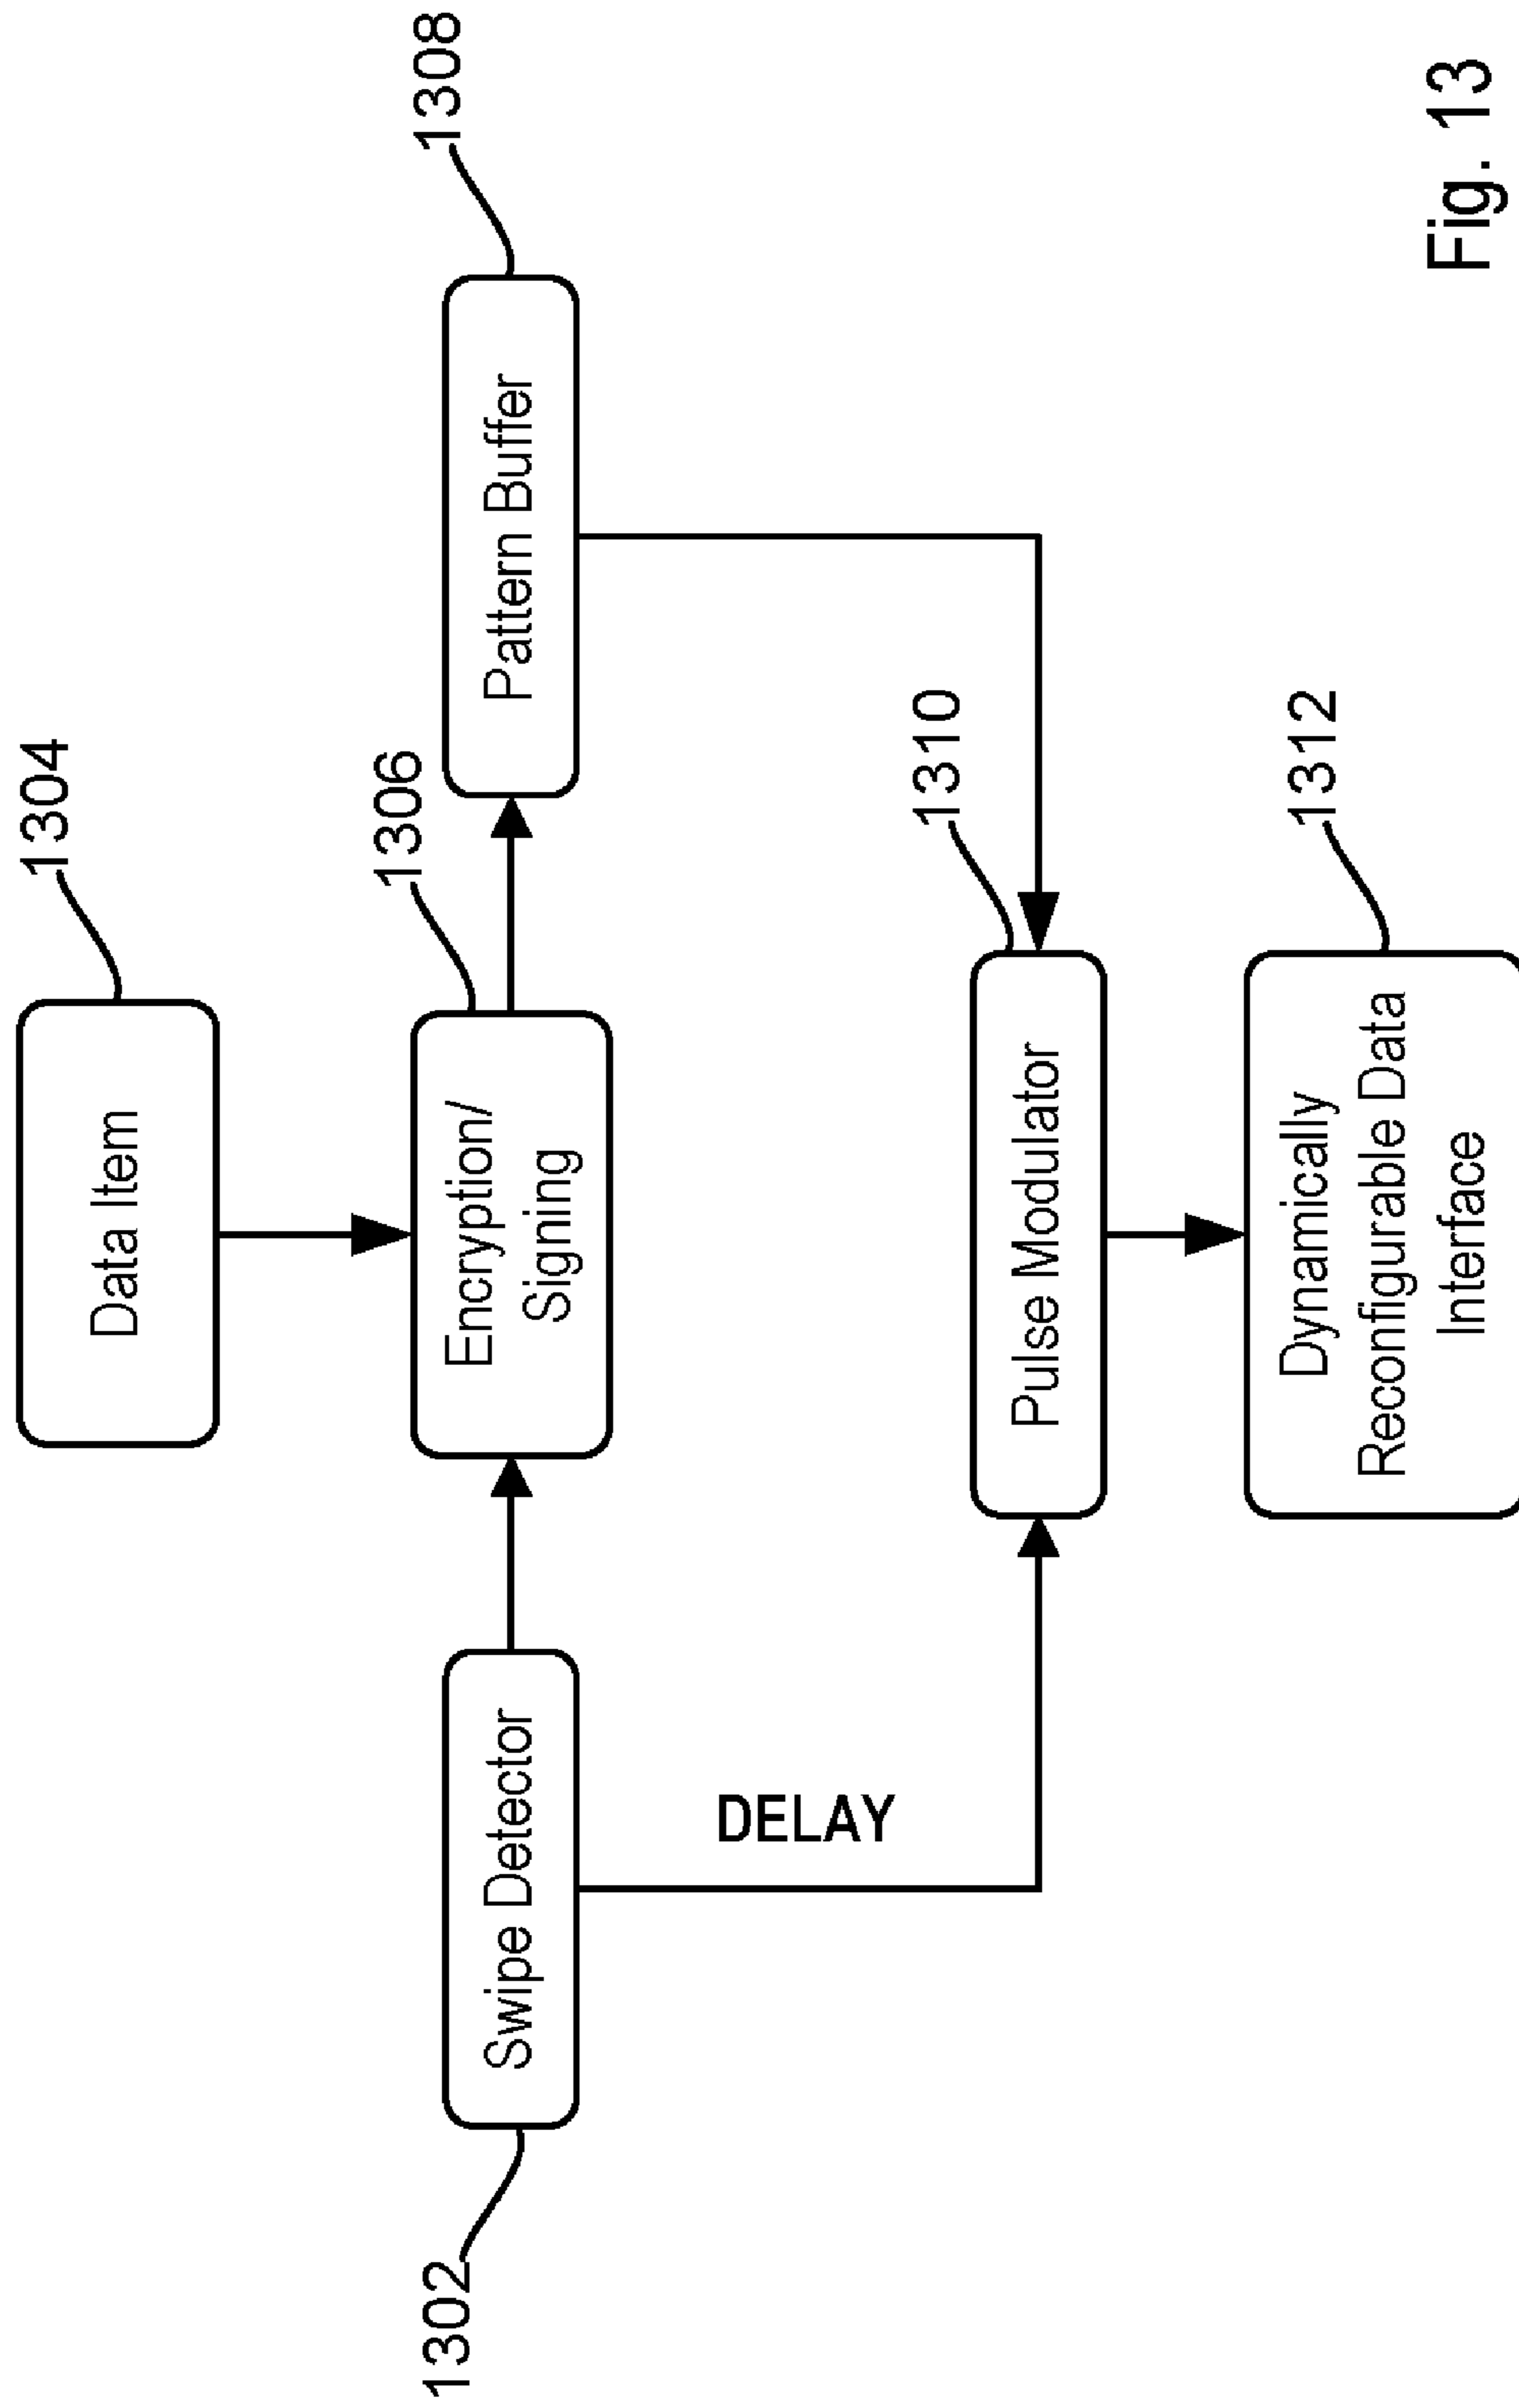 1304
Data Item
1302
Swipe Detector
1306
Encryption/
Signing
1308
Pattern Buffer
DELAY
1310
Pulse Modulator
1312
Dynamically
Reconfigurable Data
Interface
Fig. 13